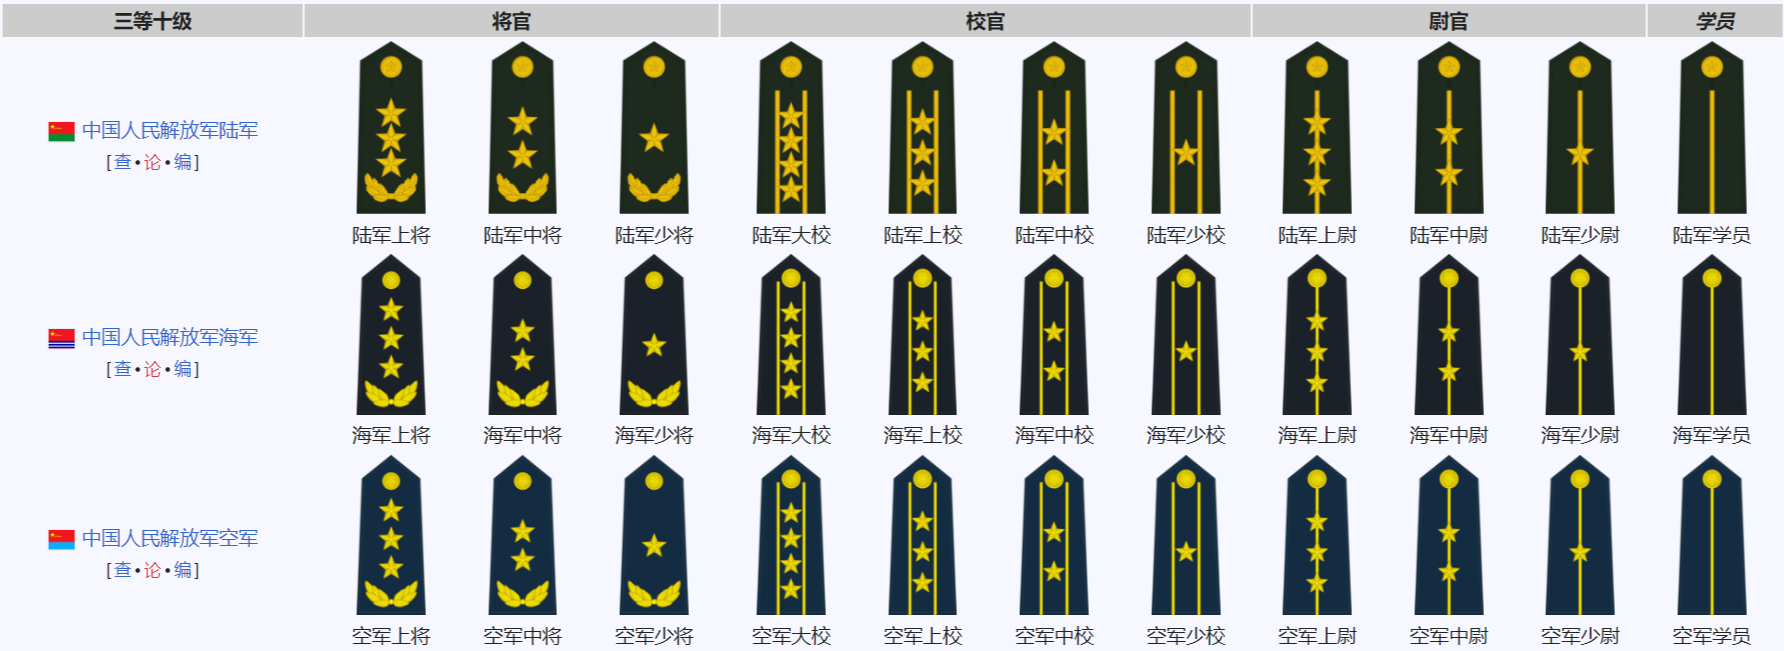 三等十级 将官 校官 尉官 学员
中国人民解放军陆军
[查•论•编]
陆军上将 陆军中将 陆军少将 陆军大校 陆军上校 陆军中校 陆军少校 陆军上尉 陆军中尉 陆军少尉 陆军学员
中国人民解放军海军
[查•论•编]
海军上将 海军中将 海军少将 海军大校 海军上校 海军中校 海军少校 海军上尉 海军中尉 海军少尉 海军学员
中国人民解放军空军
[查•论•编]
空军上将 空军中将 空军少将 空军大校 空军上校 空军中校 空军少校 空军上尉 空军中尉 空军少尉 空军学员